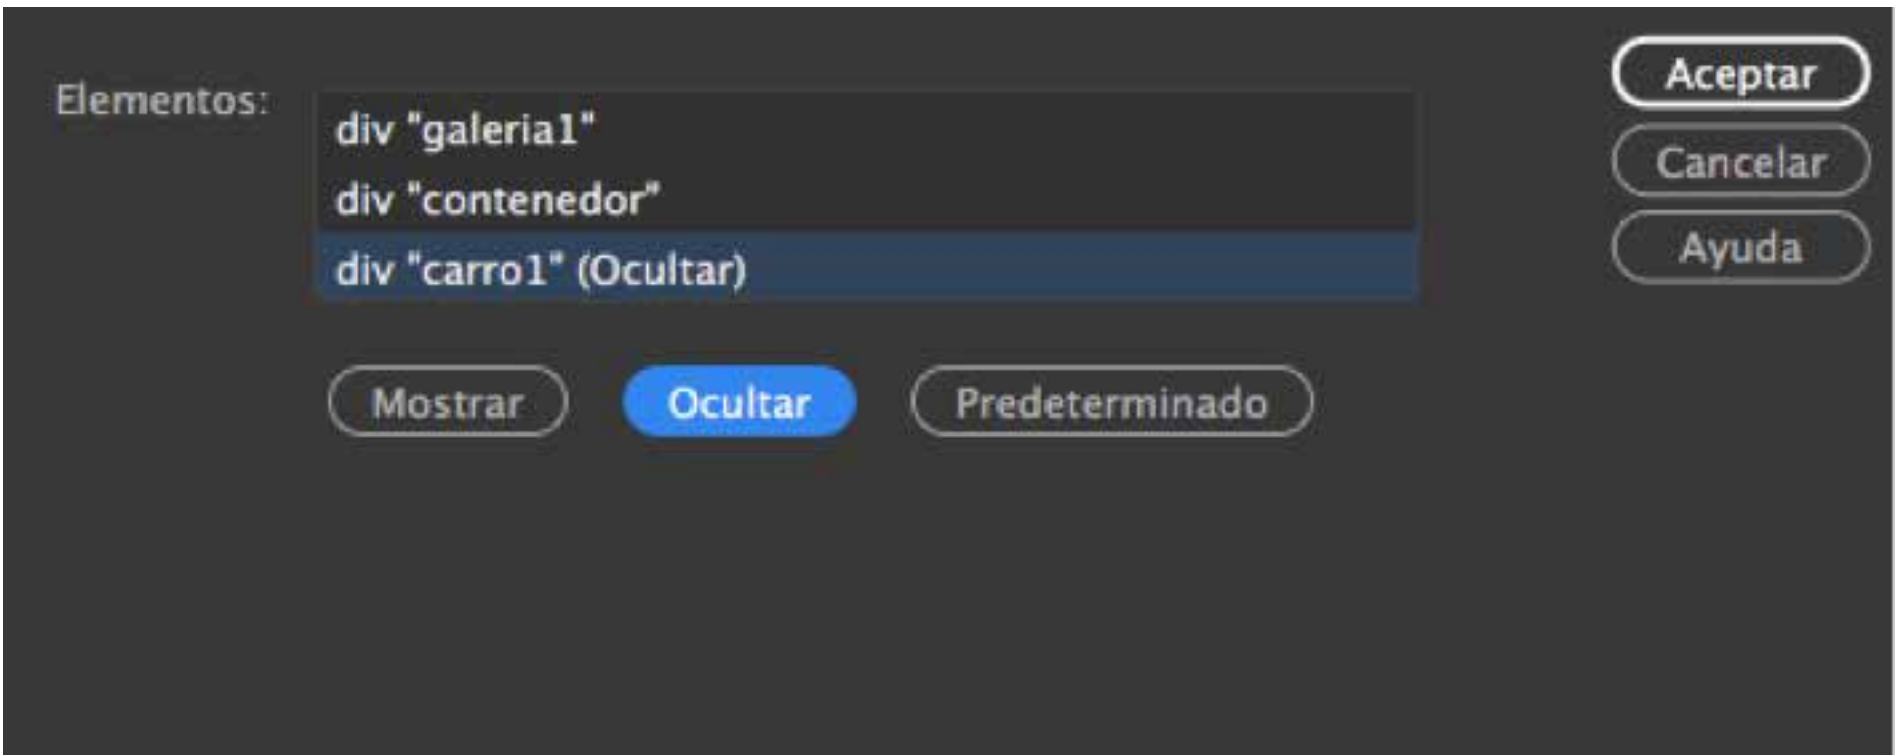 Elementos:
div "galeria1"
div "contenedor"
div "carro1" (Ocultar)
Mostrar
Ocultar
Predeterminado
Aceptar
Cancelar
Ayuda